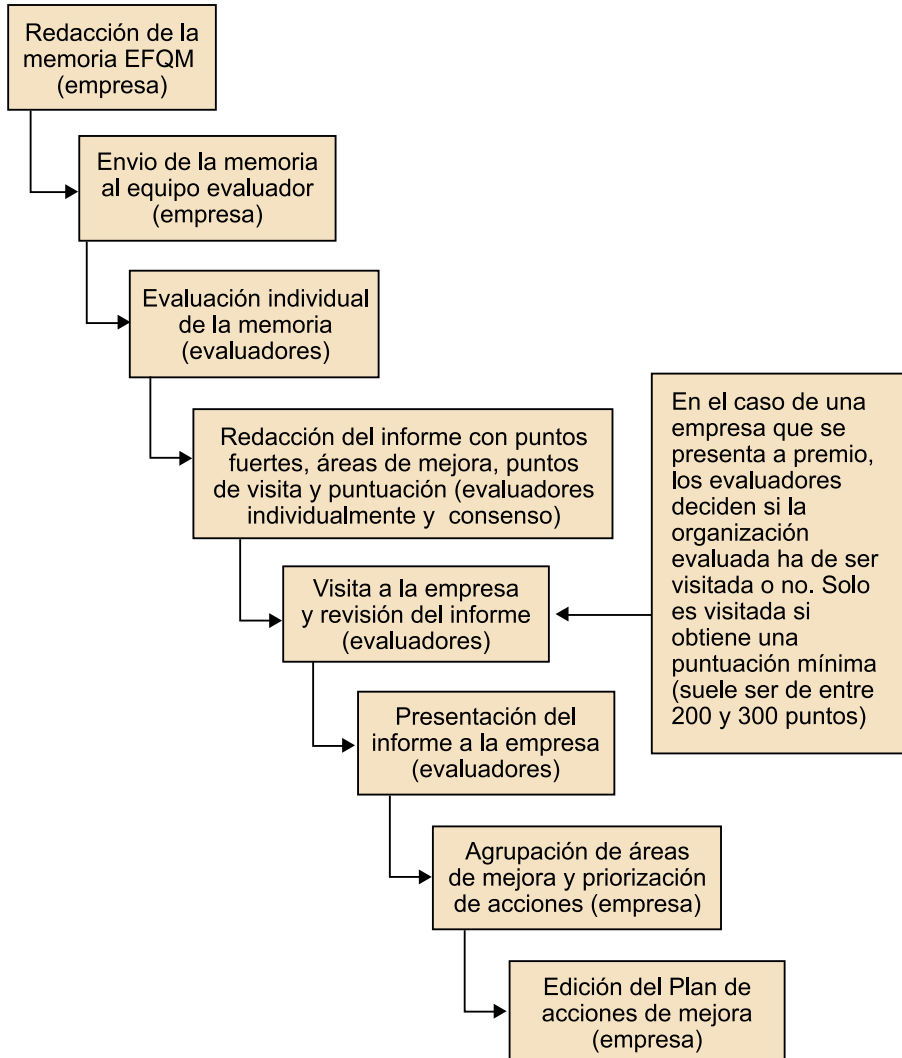 Redacción de la
memoria EFQM
(empresa)
Envio de la memoria
al equipo evaluador
(empresa)
Evaluación individual
de la memoria
(evaluadores)
Redacción del informe con puntos
fuertes, áreas de mejora, puntos
de visita y puntuación (evaluadores
individualmente y consenso)
Visita a la empresa
y revisión del informe
(evaluadores)
En el caso de una
empresa que se
presenta a premio,
los evaluadores
deciden si la
organización
evaluada ha de ser
visitada o no. Solo
es visitada si
obtiene una
puntuación mínima
(suele ser de entre
200 y 300 puntos)
Presentación del
informe a la empresa
(evaluadores)
Agrupación de áreas
de mejora y priorización
de acciones (empresa)
Edición del Plan de
acciones de mejora
(empresa)